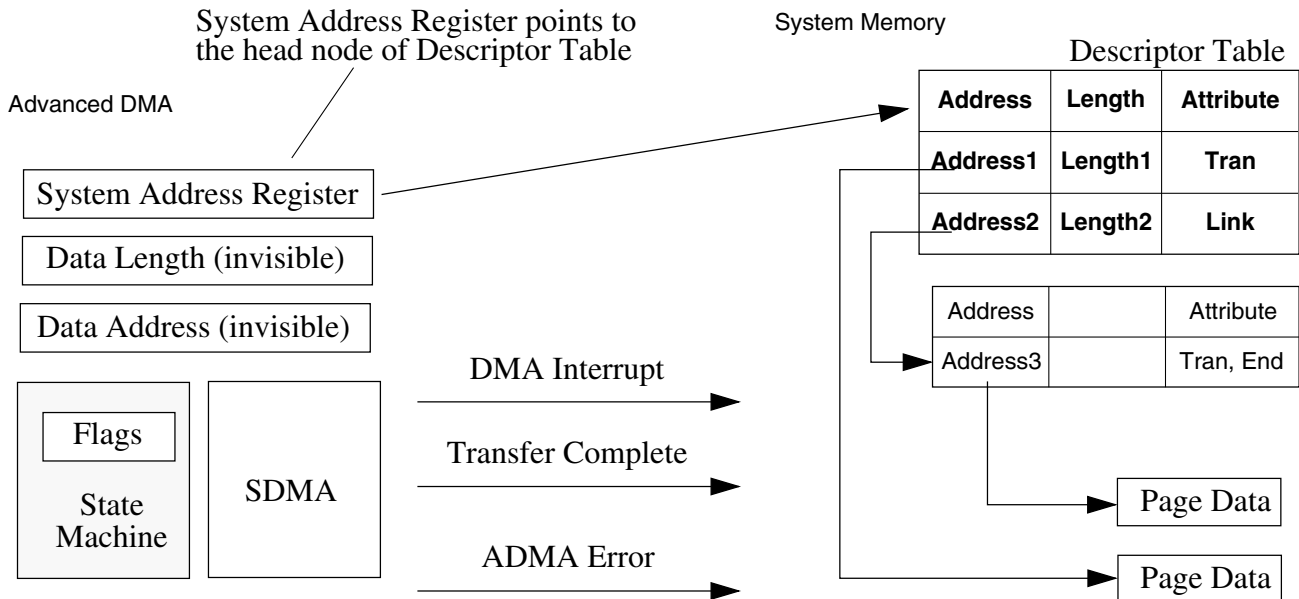 System Address Register points to
the head node of Descriptor Table
System Memory
Descriptor Table
Advanced DMA
Address Length Attribute
Address1 Length1 Tran
Address2 Length2 Link
System Address Register
Data Length (invisible)
Data Address (invisible)
Address Attribute
Address3 Tran, End
Flags
State
Machine
SDMA
DMA Interrupt
Transfer Complete
ADMA Error
Page Data
Page Data